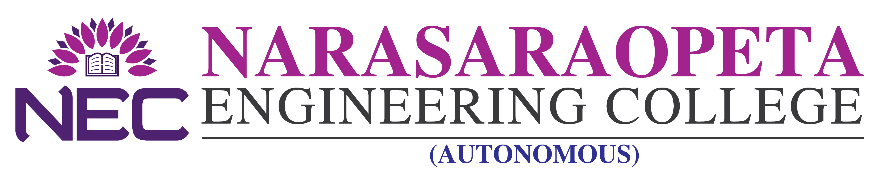 NEC
NARASARAOPETA
ENGINEERING COLLEGE
(AUTONOMOUS)